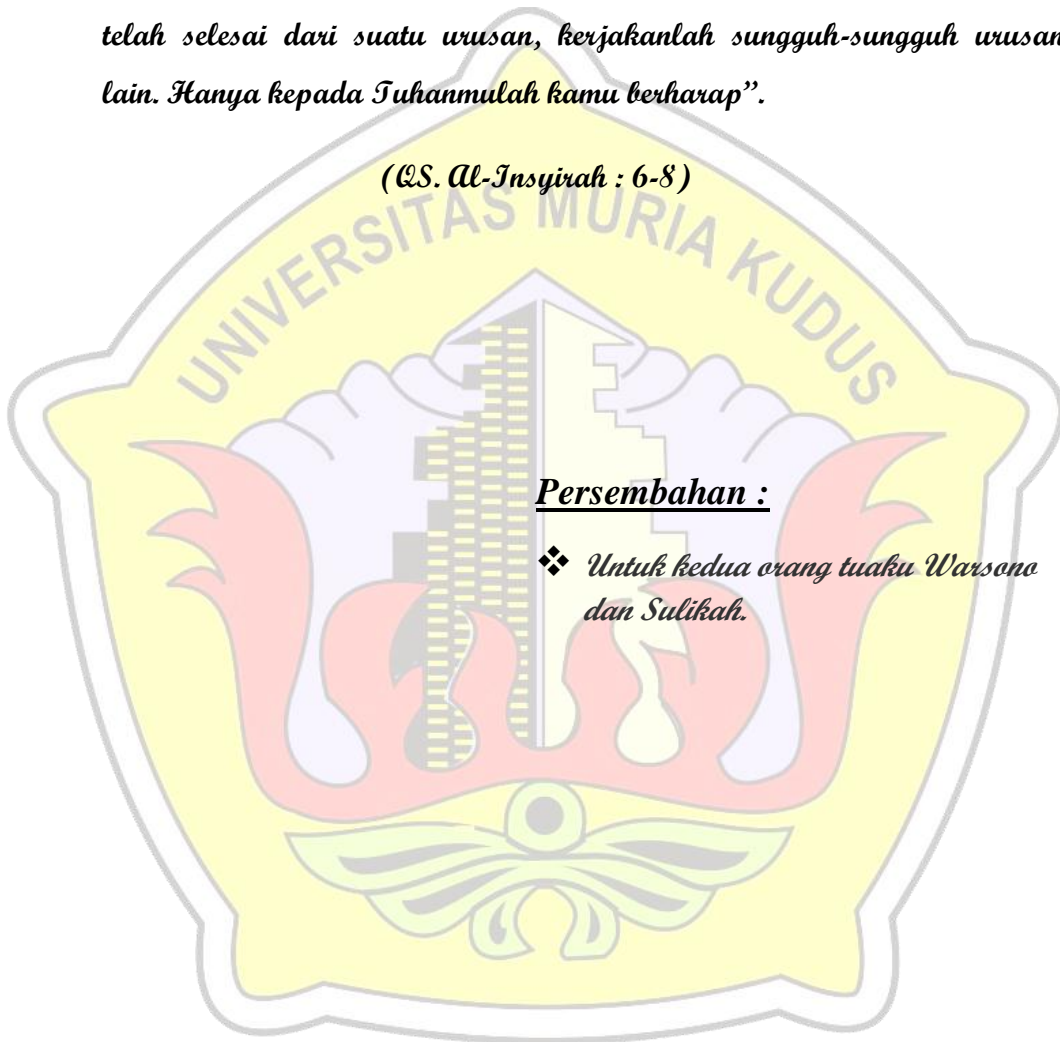 telah selesai dari suatu urusan, kerjakanlah sungguh-sungguh urusan
lain. Hanya kepada Tuhanmulah kamu berharap”.
(QS. Al-Insyirah : 6-8)
UNIVERSITAS MURIA KUDUS
Persembahan :
❖ Untuk kedua orang tuaku Warsono
dan Sulikah.